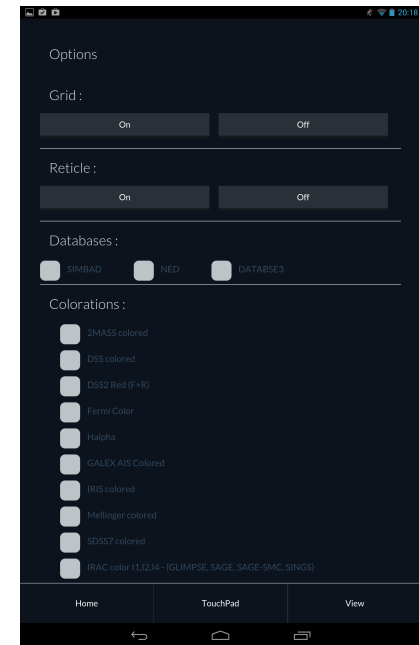 20:18
Options
Grid :
On Off
Reticle :
On Off
Databases :
SIMBAD NED DATABSE3
Colorations :
2MASS colored
DSS colored
DSS2 Red (F+R)
Fermi Color
Halpha
GALEX AIS Colored
IRIS colored
Mellinger colored
SDSS7 colored
IRAC color I1,I2,I4 - (GLIMPSE, SAGE, SAGE-SMC, SINGS)
Home TouchPad View